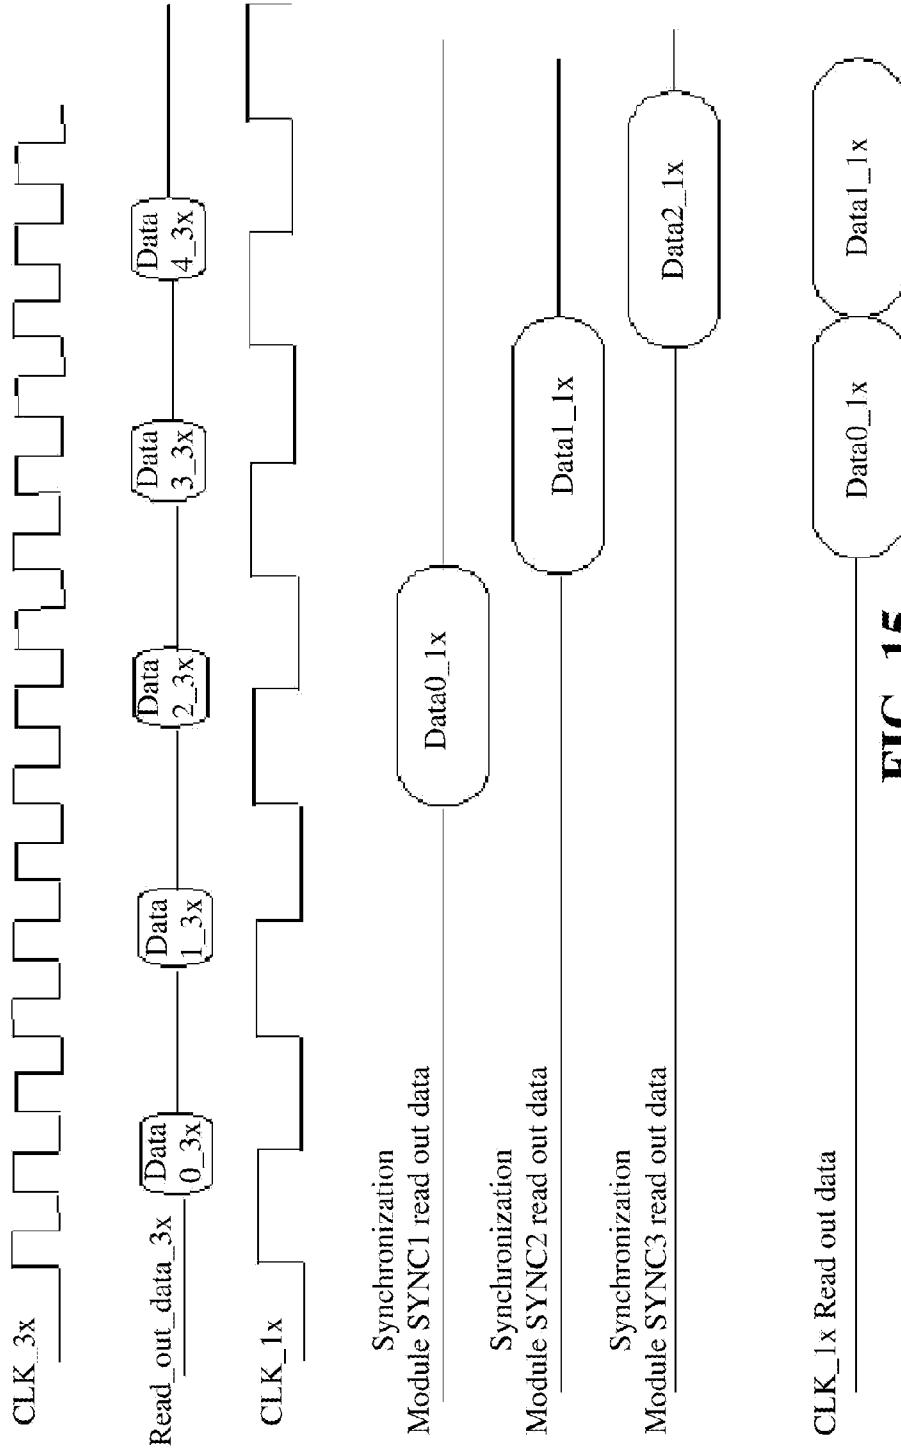 CLK_3x
Read_out_data_3x
Data
0_3x
Data
1_3x
Data
2_3x
Data
3_3x
Data
4_3x
CLK_1x
Synchronization
Module SYNC1 read out data
Data0_1x
Synchronization
Module SYNC2 read out data
Data1_1x
Synchronization
Module SYNC3 read out data
Data2_1x
CLK_1x Read out data
Data0_1x
Data1_1x
FIG. 15